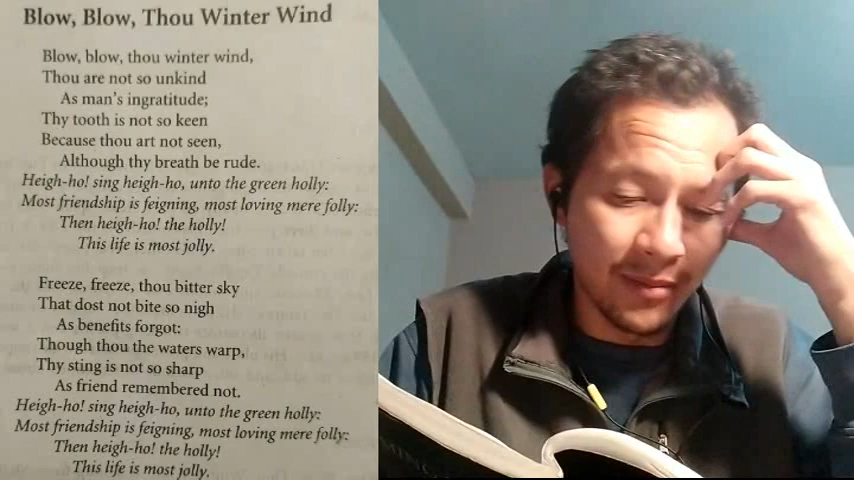 Blow, Blow, Thou Winter Wind
Blow, blow, thou winter wind,
Thou are not so unkind
As man's ingratitude;
Thy tooth is not so keen
Because thou art not seen,
Although thy breath be rude.
Heigh-ho! sing heigh-ho, unto the green holly:
Most friendship is feigning, most loving mere folly:
Then heigh-ho! the holly!
This life is most jolly.
Freeze, freeze, thou bitter sky
That dost not bite so nigh
As benefits forgot:
Though thou the waters warp,
Thy sting is not so sharp
As friend remembered not.
Heigh-ho! sing heigh-ho, unto the green holly:
Most friendship is feigning, most loving mere folly:
Then heigh-ho! the holly!
This life is most jolly.